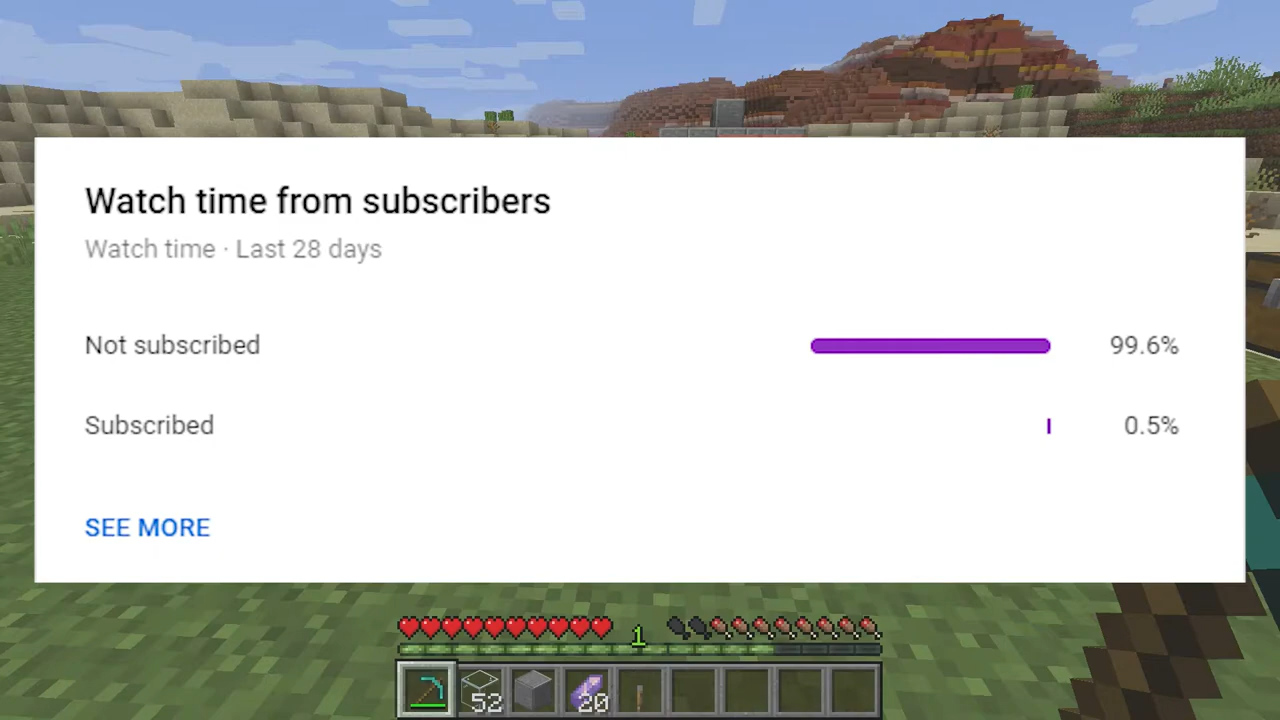 Watch time from subscribers
Watch time · Last 28 days
Not subscribed 99.6%
Subscribed 0.5%
SEE MORE
1
52 20